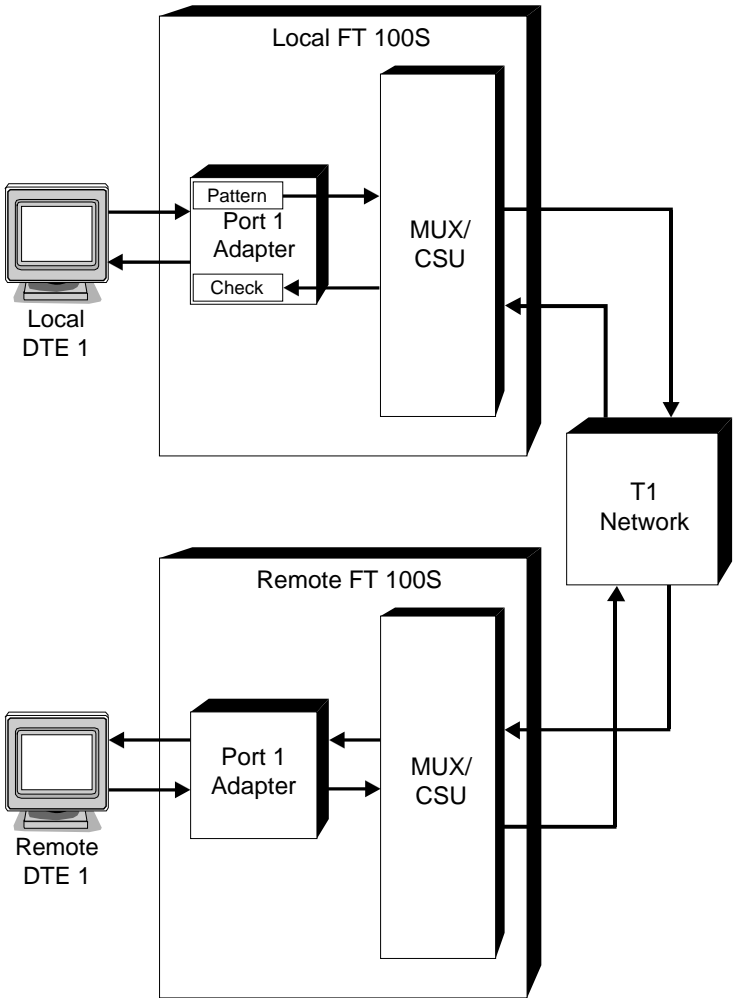 Local FT 100S
Pattern
Port 1
Adapter
Check
MUX/
CSU
Local
DTE 1
T1
Network
Remote FT 100S
Port 1
Adapter
MUX/
CSU
Remote
DTE 1